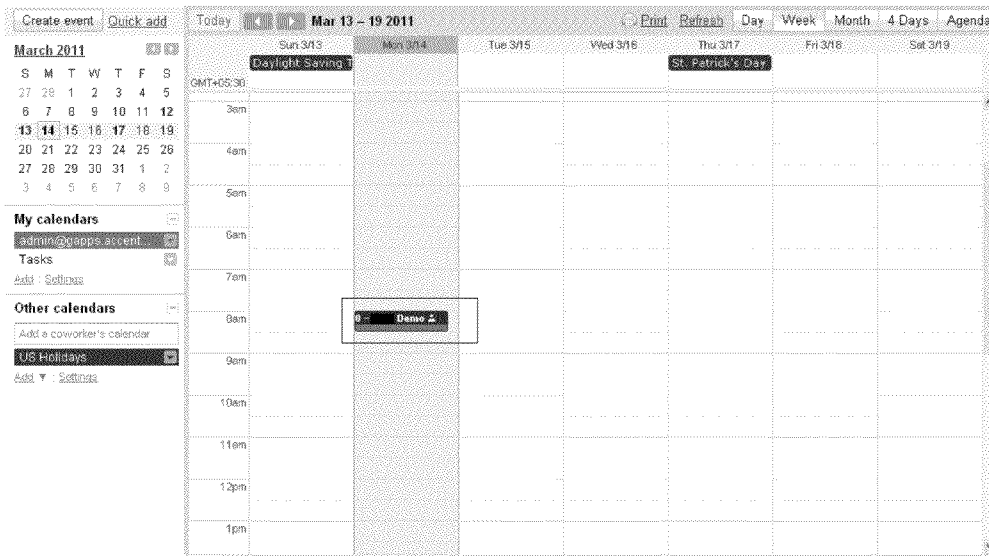 Create event Quick add
Today Mar 13 – 19 2011 Print Refresh Day Week Month 4 Days Agenda
March 2011
S M T W T F S
27 28 1 2 3 4 5
6 7 8 9 10 11 12
13 14 15 16 17 18 19
20 21 22 23 24 25 26
27 28 29 30 31 1 2
3 4 5 6 7 8 9
My calendars
admin@gapps.accent...
Tasks
Add Settings
Other calendars
Add a coworker's calendar
US Holidays
Add ▼ Settings
Sun 3/13 Mon 3/14 Tue 3/15 Wed 3/16 Thu 3/17 Fri 3/18 Sat 3/19
Daylight Saving T St. Patrick's Day
GMT+05:30
3am
4am
5am
6am
7am
8am
8 – Demo
9am
10am
11am
12pm
1pm